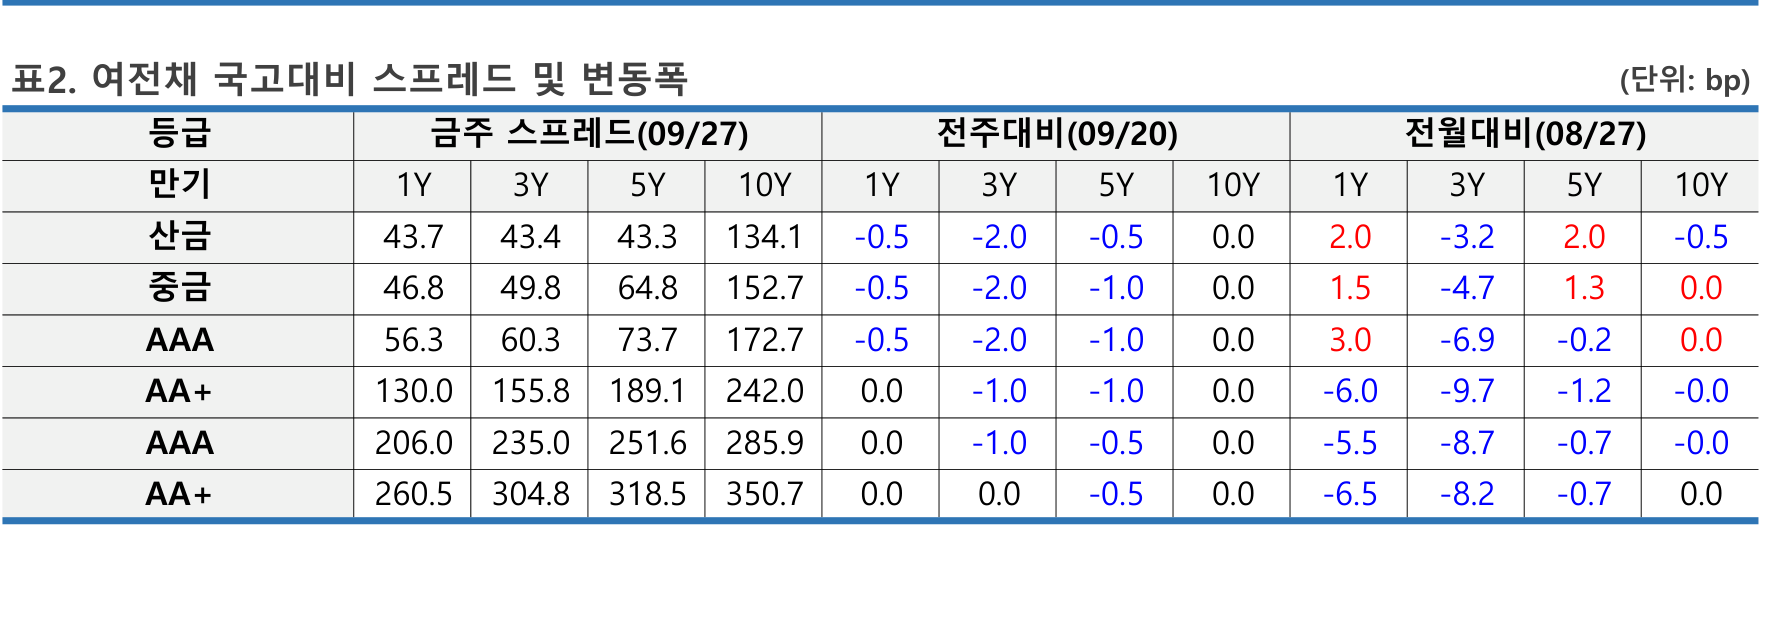 표2. 여전채 국고대비 스프레드 및 변동폭 (단위: bp)
등급 금주 스프레드(09/27) 전주대비(09/20) 전월대비(08/27)
만기 1Y 3Y 5Y 10Y 1Y 3Y 5Y 10Y 1Y 3Y 5Y 10Y
산금 43.7 43.4 43.3 134.1 -0.5 -2.0 -0.5 0.0 2.0 -3.2 2.0 -0.5
중금 46.8 49.8 64.8 152.7 -0.5 -2.0 -1.0 0.0 1.5 -4.7 1.3 0.0
AAA 56.3 60.3 73.7 172.7 -0.5 -2.0 -1.0 0.0 3.0 -6.9 -0.2 0.0
AA+ 130.0 155.8 189.1 242.0 0.0 -1.0 -1.0 0.0 -6.0 -9.7 -1.2 -0.0
AAA 206.0 235.0 251.6 285.9 0.0 -1.0 -0.5 0.0 -5.5 -8.7 -0.7 -0.0
AA+ 260.5 304.8 318.5 350.7 0.0 0.0 -0.5 0.0 -6.5 -8.2 -0.7 0.0